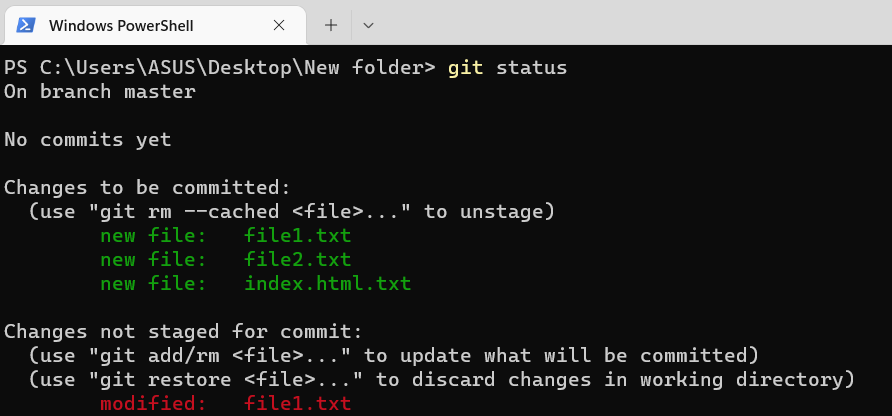 Windows PowerShell
PS C:\Users\ASUS\Desktop\New folder> git status
On branch master
No commits yet
Changes to be committed:
(use "git rm --cached <file>..." to unstage)
new file: file1.txt
new file: file2.txt
new file: index.html.txt
Changes not staged for commit:
(use "git add/rm <file>..." to update what will be committed)
(use "git restore <file>..." to discard changes in working directory)
modified: file1.txt